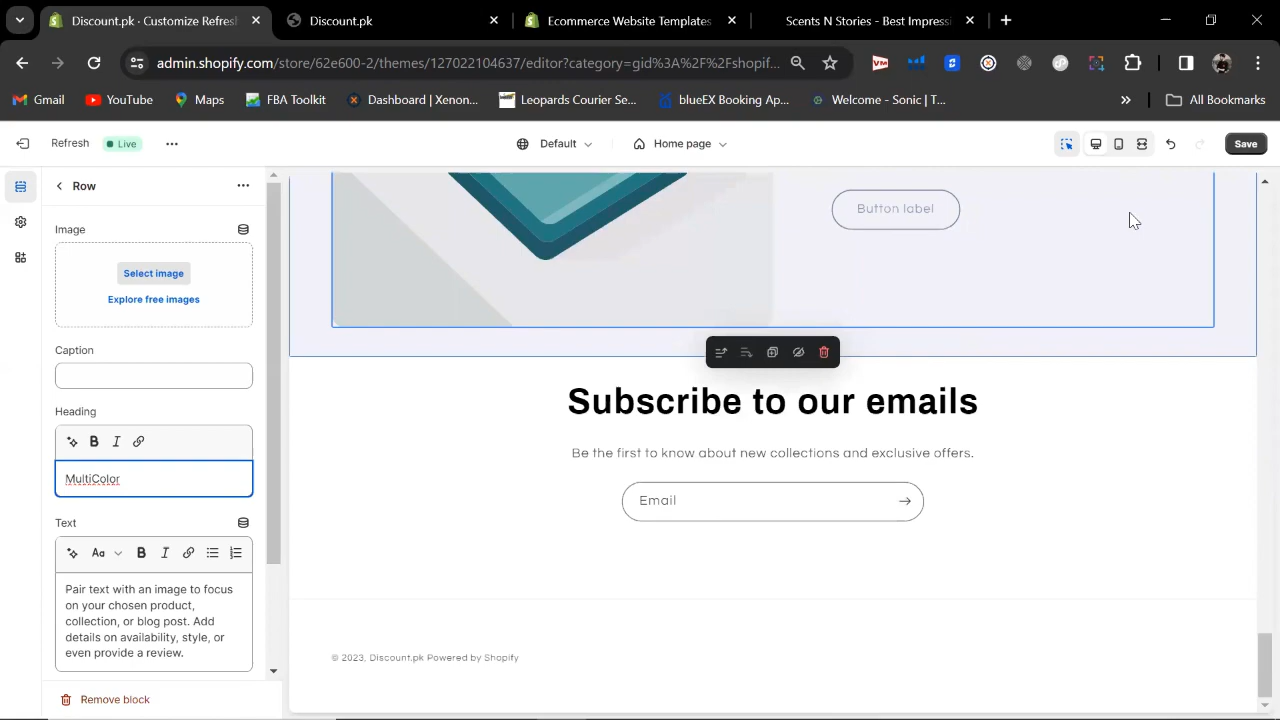 Discount.pk · Customize Refresh
Discount.pk
Ecommerce Website Templates
Scents N Stories - Best Impressi
admin.shopify.com/store/62e600-2/themes/127022104637/editor?category=gid%3A%2F%2Fshopif...
Gmail
YouTube
Maps
FBA Toolkit
Dashboard | Xenon...
Leopards Courier Se...
blueEX Booking Ap...
Welcome - Sonic | T...
All Bookmarks
Refresh
Live
Default
Home page
Save
Row
Image
Select image
Explore free images
Caption
Heading
B I
MultiColor
Text
Aa B I
Pair text with an image to focus
on your chosen product,
collection, or blog post. Add
details on availability, style, or
even provide a review.
Remove block
Button label
Subscribe to our emails
Be the first to know about new collections and exclusive offers.
Email
© 2023, Discount.pk Powered by Shopify